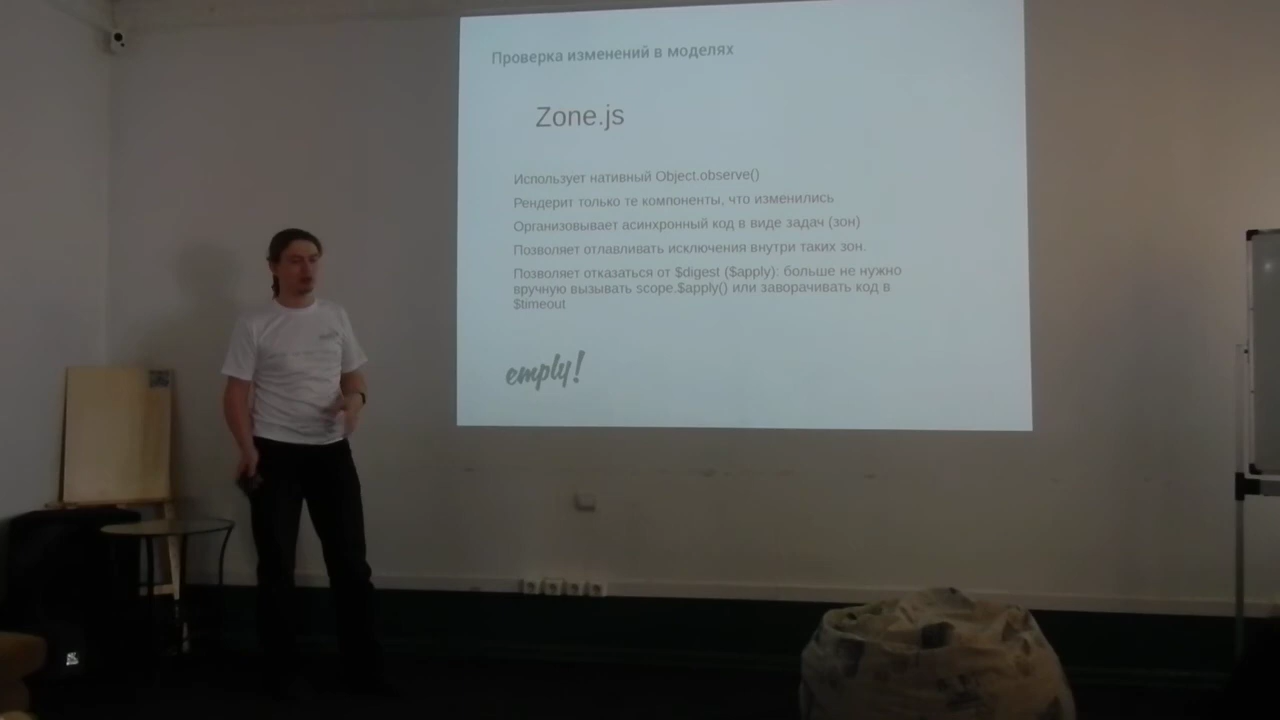 Проверка изменений в моделях
Zone.js
Использует нативный Object.observe()
Рендерит только те компоненты, что изменились
Организовывает асинхронный код в виде задач (зон)
Позволяет отлавливать исключения внутри таких зон.
Позволяет отказаться от $digest ($apply): больше не нужно
вручную вызывать scope.$apply() или заворачивать код в
$timeout
emply!